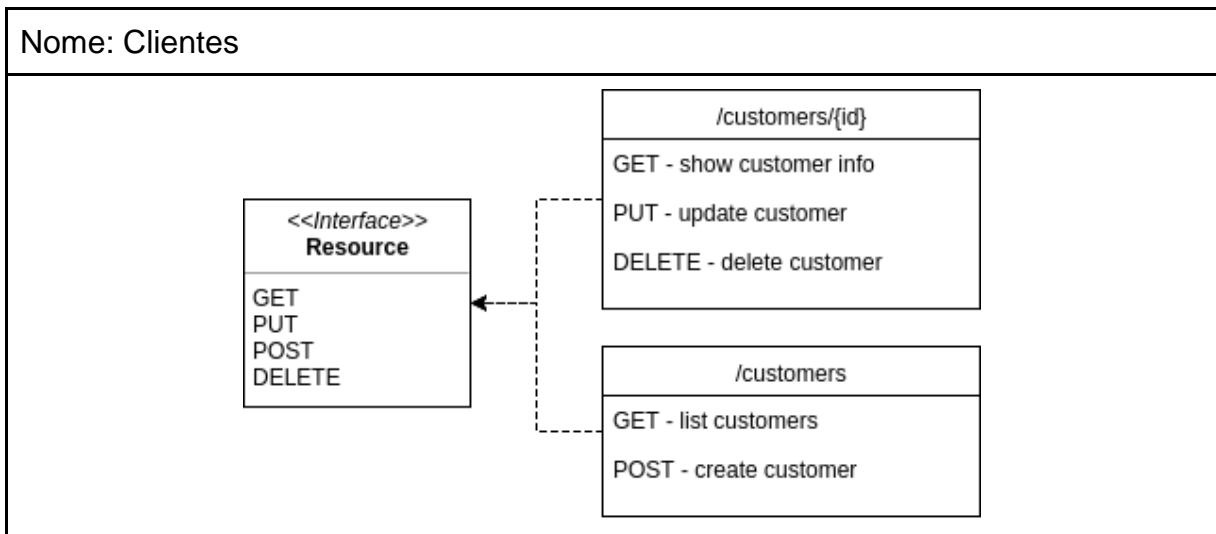 Nome: Clientes
<<Interface>>
Resource
GET
PUT
POST
DELETE
/customers/{id}
GET - show customer info
PUT - update customer
DELETE - delete customer
/customers
GET - list customers
POST - create customer